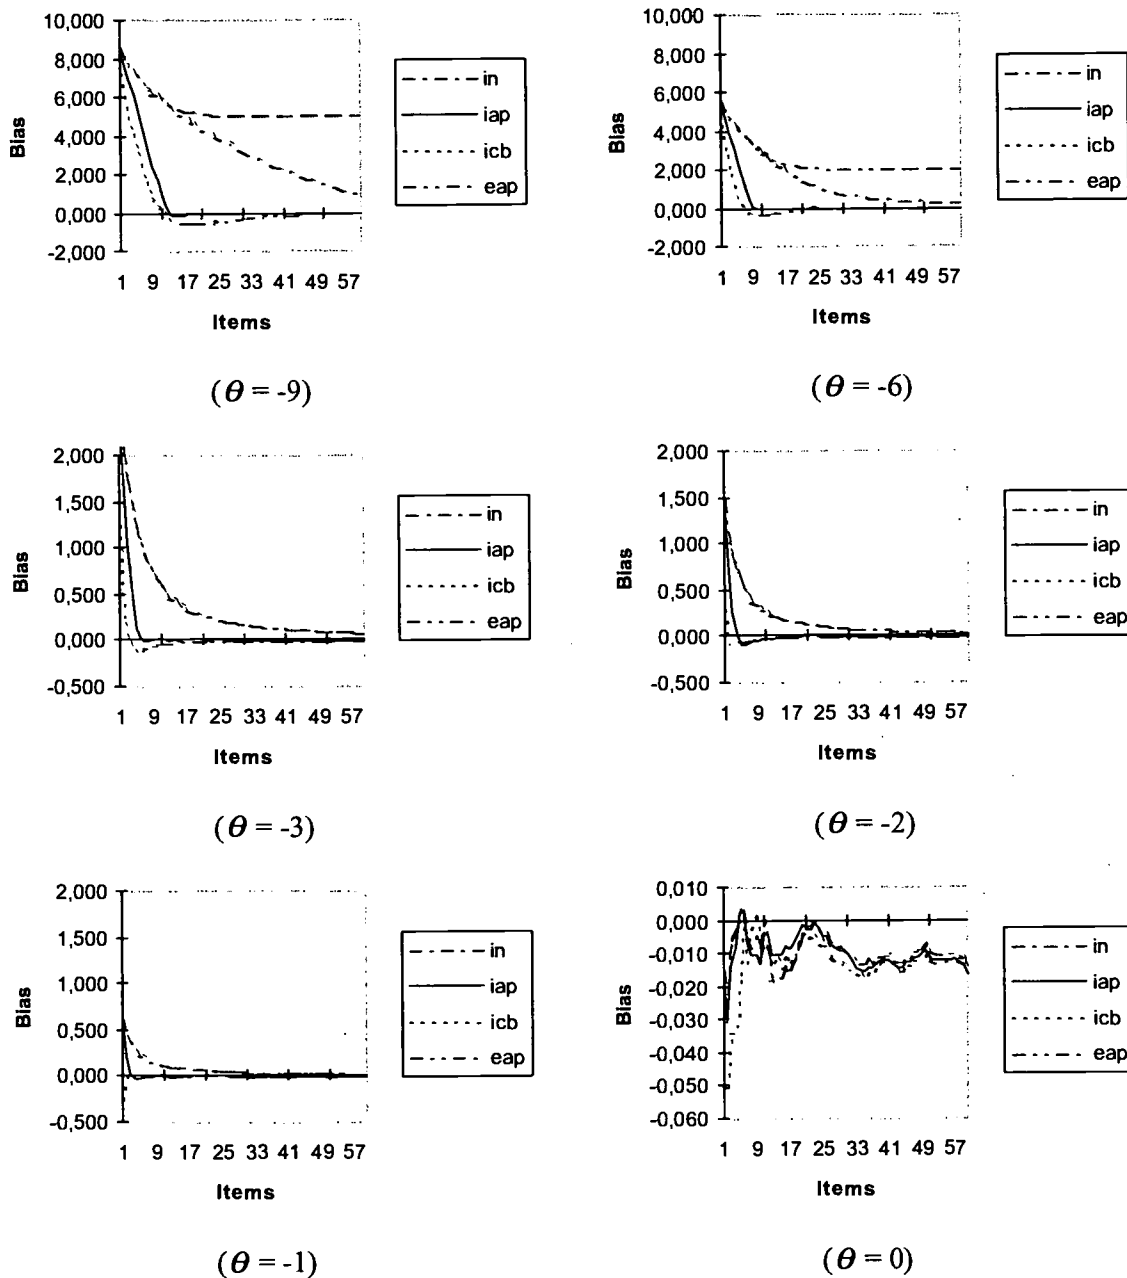 10,000
8,000
6,000
4,000
2,000
0,000
-2,000
Bias
1 9 17 25 33 41 49 57
Items
in
iap
icb
eap
(θ = -9)
10,000
8,000
6,000
4,000
2,000
0,000
-2,000
Bias
1 9 17 25 33 41 49 57
Items
in
iap
icb
eap
(θ = -6)
2,000
1,500
1,000
0,500
0,000
-0,500
Bias
1 9 17 25 33 41 49 57
Items
in
iap
icb
eap
(θ = -3)
2,000
1,500
1,000
0,500
0,000
-0,500
Bias
1 9 17 25 33 41 49 57
Items
in
iap
icb
eap
(θ = -2)
2,000
1,500
1,000
0,500
0,000
-0,500
Bias
1 9 17 25 33 41 49 57
Items
in
iap
icb
eap
(θ = -1)
0,010
0,000
-0,010
-0,020
-0,030
-0,040
-0,050
-0,060
Bias
1 9 17 25 33 41 49 57
Items
in
iap
icb
eap
(θ = 0)